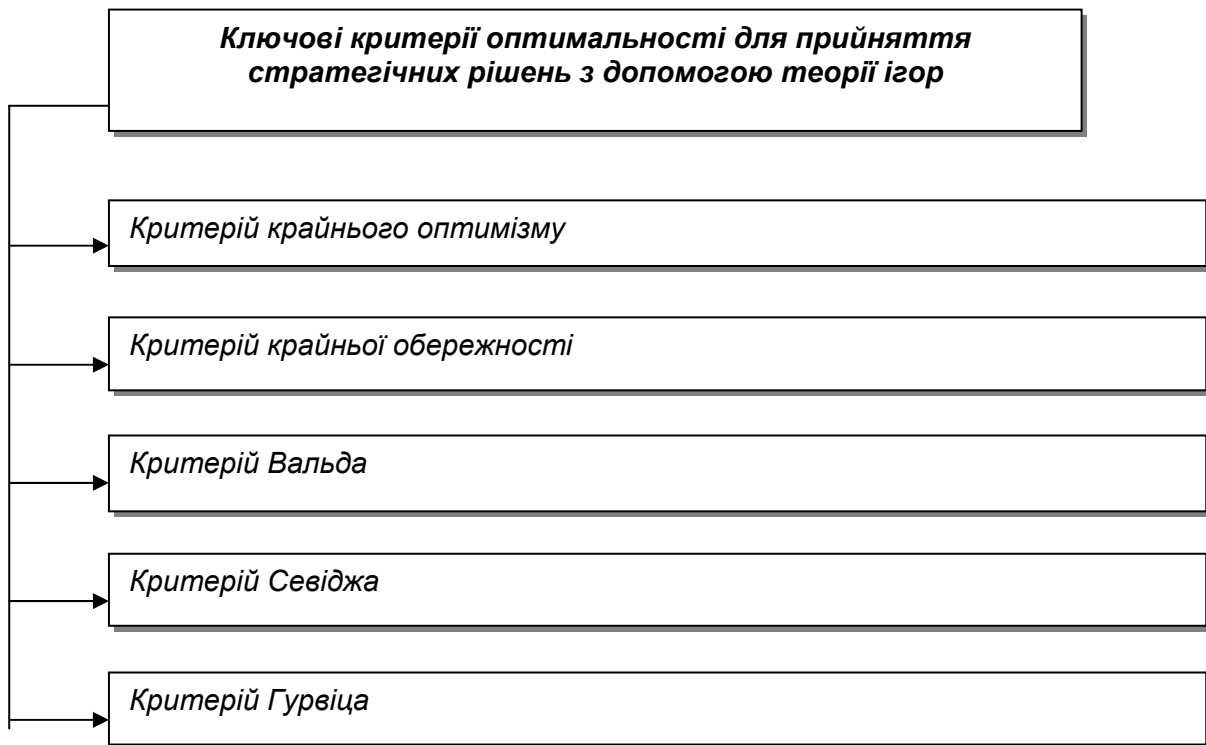 Ключові критерії оптимальності для прийняття
стратегічних рішень з допомогою теорії ігор
Критерій крайнього оптимізму
Критерій крайньої обережності
Критерій Вальда
Критерій Севіджа
Критерій Гурвіца